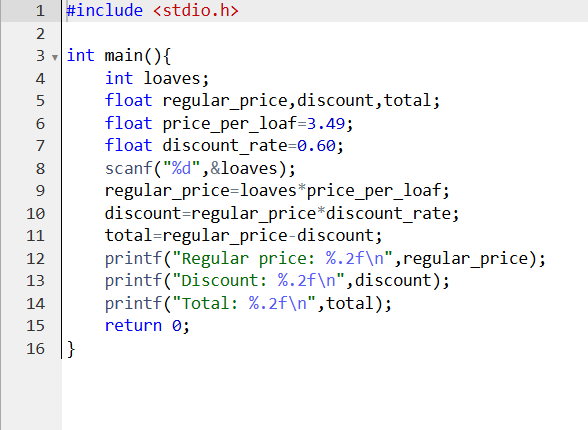 1 #include <stdio.h>
2
3 int main(){
4     int loaves;
5     float regular_price,discount,total;
6     float price_per_loaf=3.49;
7     float discount_rate=0.60;
8     scanf("%d",&loaves);
9     regular_price=loaves*price_per_loaf;
10     discount=regular_price*discount_rate;
11     total=regular_price-discount;
12     printf("Regular price: %.2f\n",regular_price);
13     printf("Discount: %.2f\n",discount);
14     printf("Total: %.2f\n",total);
15     return 0;
16 }